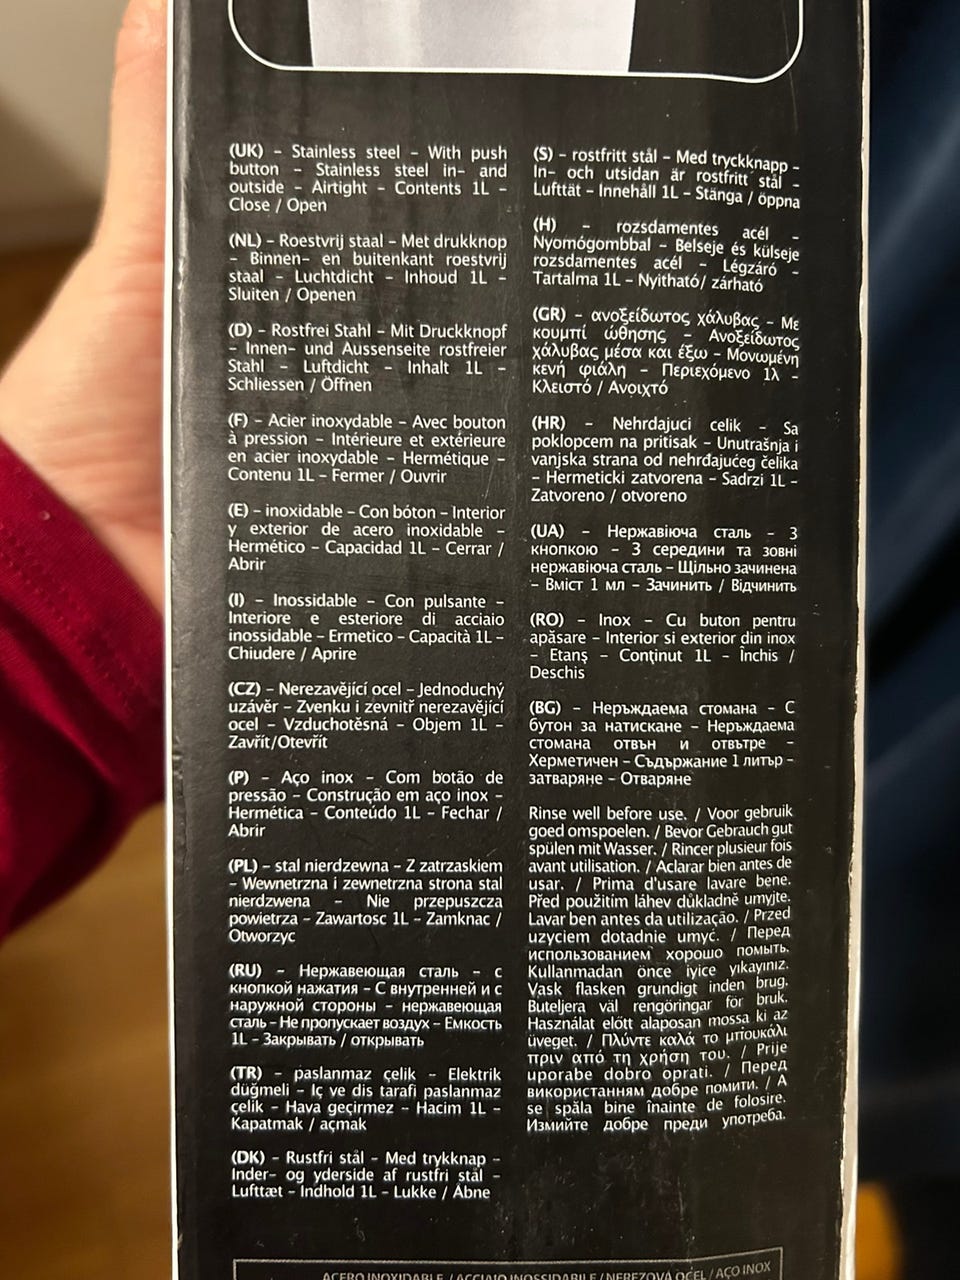 (UK) – Stainless steel – With push
button – Stainless steel in- and
outside – Airtight – Contents 1L –
Close / Open
(NL) – Roestvrij staal – Met drukknop
– Binnen- en buitenkant roestvrij
staal – Luchtdicht – Inhoud 1L –
Sluiten / Openen
(D) – Rostfrei Stahl – Mit Druckknopf
– Innen- und Aussenseite rostfreier
Stahl – Luftdicht – Inhalt 1L –
Schliessen / Öffnen
(F) – Acier inoxydable – Avec bouton
à pression – Intérieure et extérieure
en acier inoxydable – Hermétique –
Contenu 1L – Fermer / Ouvrir
(E) – inoxidable – Con bóton – Interior
y exterior de acero inoxidable –
Hermético – Capacidad 1L – Cerrar /
Abrir
(I) – Inossidable – Con pulsante –
Interiore e esteriore di acciaio
inossidable – Ermetico – Capacità 1L –
Chiudere / Aprire
(CZ) – Nerezavějící ocel – Jednoduchý
uzávěr – Zvenku i zevnitř nerezavějící
ocel – Vzduchotěsná – Objem 1L –
Zavřít/Otevřít
(P) – Aço inox – Com botão de
pressão – Construção em aço inox –
Hermética – Conteúdo 1L – Fechar /
Abrir
(PL) – stal nierdzewna – Z zatrzaskiem
– Wewnetrzna i zewnetrzna strona stal
nierdzwena – Nie przepuszcza
powietrza – Zawartosc 1L – Zamknac /
Otworzyc
(RU) – Нержавеющая сталь – с
кнопкой нажатия – С внутренней и с
наружной стороны – нержавеющая
сталь – Не пропускает воздух – Емкость
1L – Закрывать / открывать
(TR) – paslanmaz çelik – Elektrik
düğmeli – Iç ve dis tarafi paslanmaz
çelik – Hava geçirmez – Hacim 1L –
Kapatmak / açmak
(DK) – Rustfri stål – Med trykknap –
Inder- og yderside af rustfri stål –
Lufttæt – Indhold 1L – Lukke / Åbne
(S) – rostfritt stål – Med tryckknapp –
In- och utsidan är rostfritt stål –
Lufttät – Innehåll 1L – Stänga / öppna
(H) – rozsdamentes acél –
Nyomógombbal – Belseje és külseje
rozsdamentes acél – Légzáró –
Tartalma 1L – Nyitható/ zárható
(GR) – ανοξείδωτος χάλυβας – Με
κουμπί ώθησης – Ανοξείδωτος
χάλυβας μέσα και έξω – Μονωμένη
κενή φιάλη – Περιεχόμενο 1λ –
Κλειστό / Ανοιχτό
(HR) – Nehrdajuci celik – Sa
poklopcem na pritisak – Unutrašnja i
vanjska strana od nehrđajućeg čelika
– Hermeticki zatvorena – Sadrzi 1L –
Zatvoreno / otvoreno
(UA) – Нержавіюча сталь – З
кнопкою – З середини та зовні
нержавіюча сталь – Щільно зачинена
– Вміст 1 мл – Зачинить / Відчинить
(RO) – Inox – Cu buton pentru
apăsare – Interior si exterior din inox
– Etanş – Conţinut 1L – Închis /
Deschis
(BG) – Неръждаема стомана – С
бутон за натискане – Неръждаема
стомана отвън и отвътре –
Херметичен – Съдържание 1 литър –
затваряне – Отваряне
Rinse well before use. / Voor gebruik
goed omspoelen. / Bevor Gebrauch gut
spülen mit Wasser. / Rincer plusieur fois
avant utilisation. / Aclarar bien antes de
usar. / Prima d'usare lavare bene.
Před použitím láhev důkladně umyjte.
Lavar ben antes da utilização. / Przed
uzyciem dotadnie umyć. / Перед
использованием хорошо помыть.
Kullanmadan önce iyice yıkayınız.
Vask flasken grundigt inden brug.
Buteljera väl rengöringar för bruk.
Használat előtt alaposan mossa ki az
üveget. / Πλύντε καλά το μπουκάλι
πριν από τη χρήση του. / Prije
uporabe dobro oprati. / Перед
використанням добре помити. / A
se spăla bine înainte de folosire.
Измийте добре преди употреба.
ACERO INOXIDABLE / ACCIAIO INOSSIDABILE / NEREZOVÁ OCEL / AÇO INOX